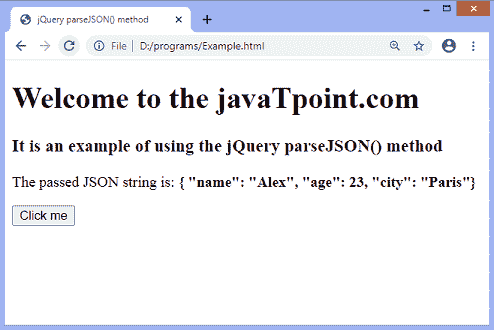 jQuery parseJSON() method
File | D:/programs/Example.html
Welcome to the javaTpoint.com
It is an example of using the jQuery parseJSON() method
The passed JSON string is: { "name": "Alex", "age": 23, "city": "Paris"}
Click me